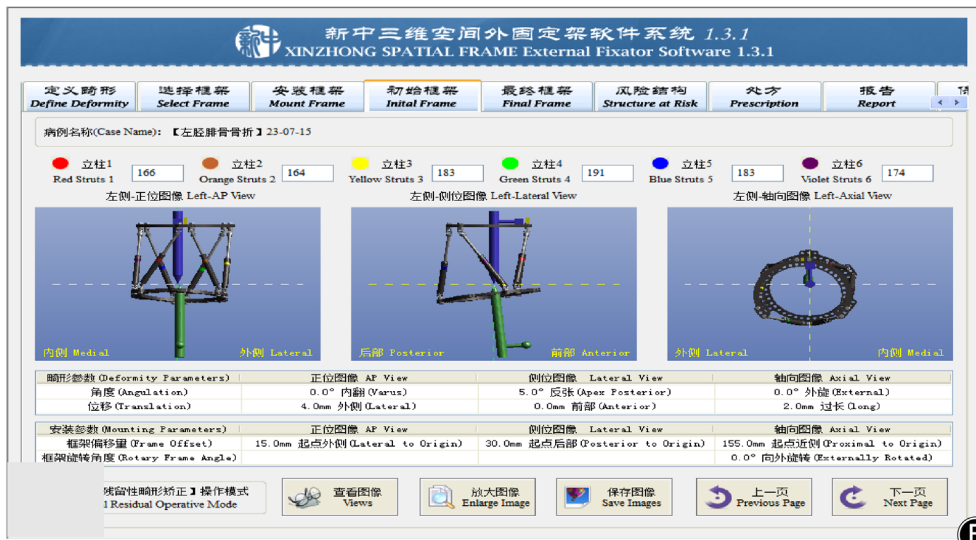 新中三维空间外固定架软件系统 1.3.1
XINZHONG SPATIAL FRAME External Fixator Software 1.3.1
定义畸形 选择框架 安装框架 初始框架 最终框架 风险结构 处方 报告
Define Deformity Select Frame Mount Frame Inital Frame Final Frame Structure at Risk Prescription Report
病例名称(Case Name): 【左胫腓骨骨折】23-07-15
立柱1 166 立柱2 164 立柱3 183 立柱4 191 立柱5 183 立柱6 174
Red Struts 1 Orange Struts 2 Yellow Struts 3 Green Struts 4 Blue Struts 5 Violet Struts 6
左侧-正位图像 Left-AP View 左侧-侧位图像 Left-Lateral View 左侧-轴向图像 Left-Axial View
内侧 Medial 外侧 Lateral 后部 Posterior 前部 Anterior 外侧 Lateral 内侧 Medial
畸形参数(Deformity Parameters) 正位图像 AP View 侧位图像 Lateral View 轴向图像 Axial View
角度(Angulation) 0.0° 内翻(Varus) 5.0° 反张(Apex Posterior) 0.0° 外旋(External)
位移(Translation) 4.0mm 外侧(Lateral) 0.0mm 前部(Anterior) 2.0mm 过长(Long)
安装参数(Mounting Parameters) 正位图像 AP View 侧位图像 Lateral View 轴向图像 Axial View
框架偏移量(Frame Offset) 15.0mm 起点外侧(Lateral to Origin) 30.0mm 起点后部(Posterior to Origin) 155.0mm 起点近侧(Proximal to Origin)
框架旋转角度(Rotary Frame Angle) 0.0° 向外旋转(Externally Rotated)
残留性畸形矫正】操作模式 查看图像 放大图像 保存图像 上一页 下一页
Residual Operative Mode Views Enlarge Image Save Images Previous Page Next Page